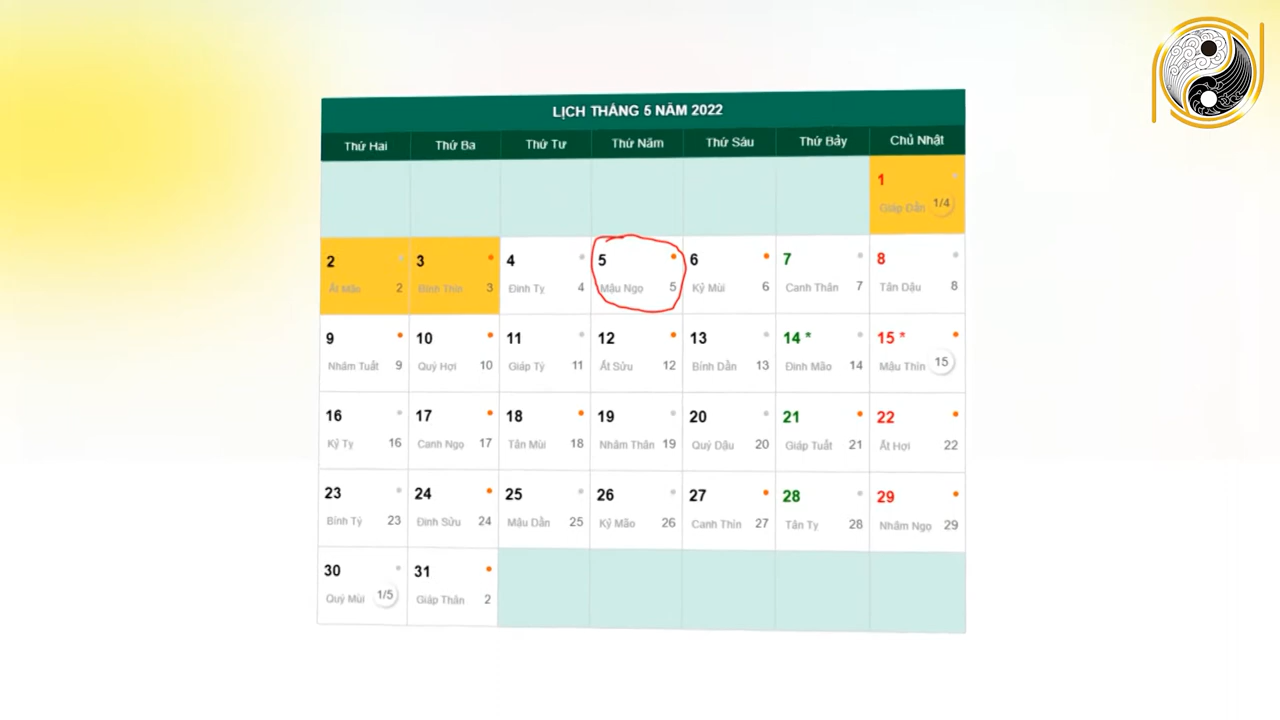 LỊCH THÁNG 5 NĂM 2022
Thứ Hai Thứ Ba Thứ Tư Thứ Năm Thứ Sáu Thứ Bảy Chủ Nhật
1
Giáp Dần 1/4
2 3 4 5 6 7 8
Ất Mão 2 Bính Thìn 3 Đinh Tỵ 4 Mậu Ngọ 5 Kỷ Mùi 6 Canh Thân 7 Tân Dậu 8
9 10 11 12 13 14 * 15 *
Nhâm Tuất 9 Quý Hợi 10 Giáp Tý 11 Ất Sửu 12 Bính Dần 13 Đinh Mão 14 Mậu Thìn 15
16 17 18 19 20 21 22
Kỷ Tỵ 16 Canh Ngọ 17 Tân Mùi 18 Nhâm Thân 19 Quý Dậu 20 Giáp Tuất 21 Ất Hợi 22
23 24 25 26 27 28 29
Bính Tý 23 Đinh Sửu 24 Mậu Dần 25 Kỷ Mão 26 Canh Thìn 27 Tân Tỵ 28 Nhâm Ngọ 29
30 31
Quý Mùi 1/5 Giáp Thân 2